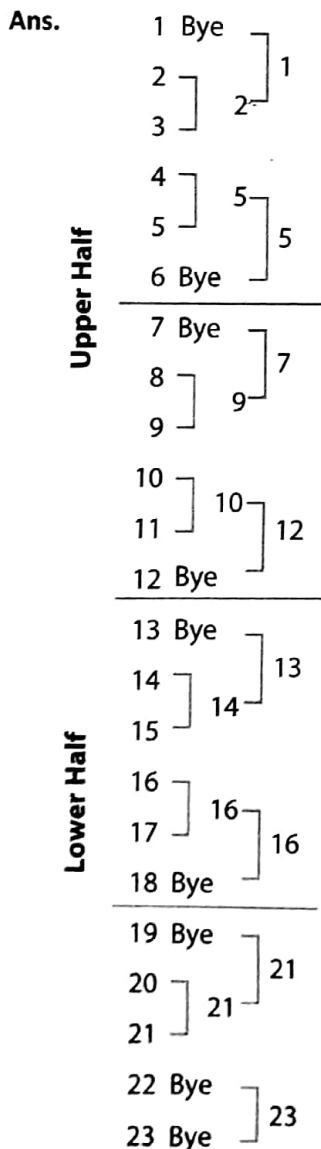 Ans.
1 Bye
1
2
2
3
4
5
5
5
6 Bye
Upper Half
7 Bye
7
8
9
9
10
10
11
12
12 Bye
13 Bye
13
14
14
15
16
16
17
16
18 Bye
Lower Half
19 Bye
21
20
21
21
22 Bye
23
23 Bye